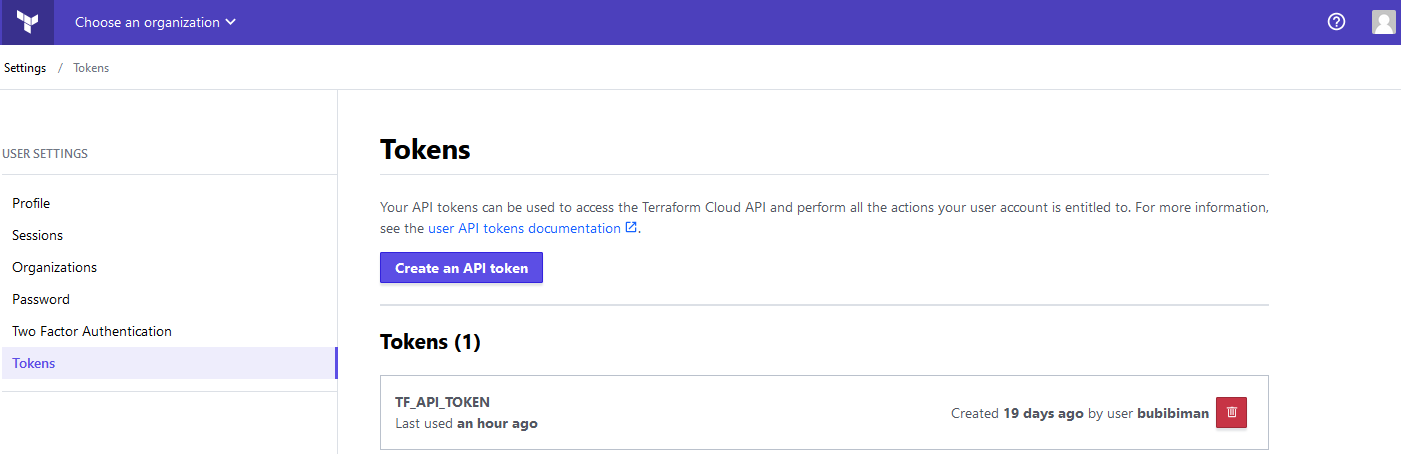 Choose an organization
Settings / Tokens
USER SETTINGS
Profile
Sessions
Organizations
Password
Two Factor Authentication
Tokens
Tokens
Your API tokens can be used to access the Terraform Cloud API and perform all the actions your user account is entitled to. For more information,
see the user API tokens documentation.
Create an API token
Tokens (1)
TF_API_TOKEN
Last used an hour ago
Created 19 days ago by user bubibiman